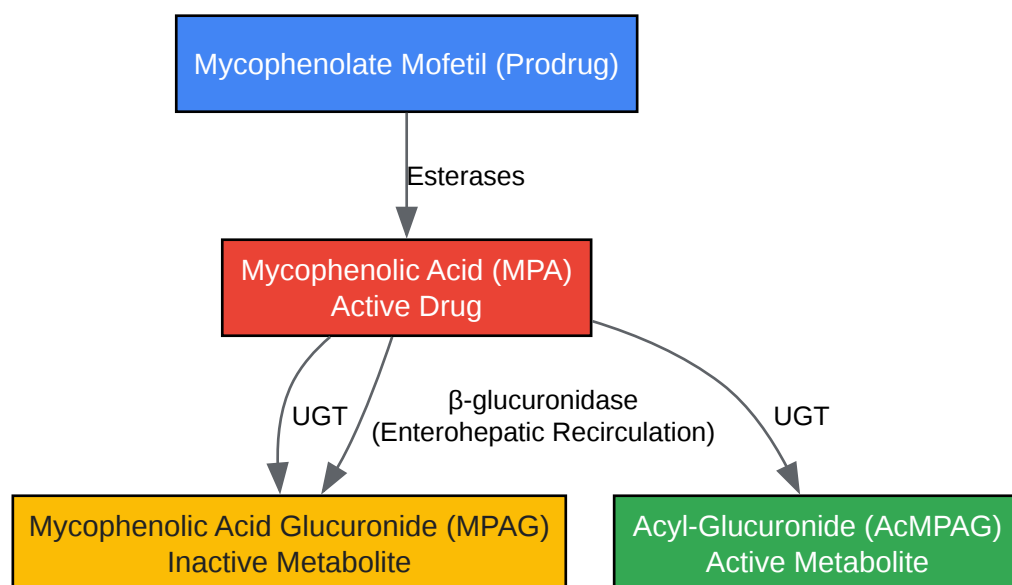 Mycophenolate Mofetil (Prodrug)
Esterases
Mycophenolic Acid (MPA)
Active Drug
UGT
β-glucuronidase
(Enterohepatic Recirculation)
UGT
Mycophenolic Acid Glucuronide (MPAG)
Inactive Metabolite
Acyl-Glucuronide (AcMPAG)
Active Metabolite